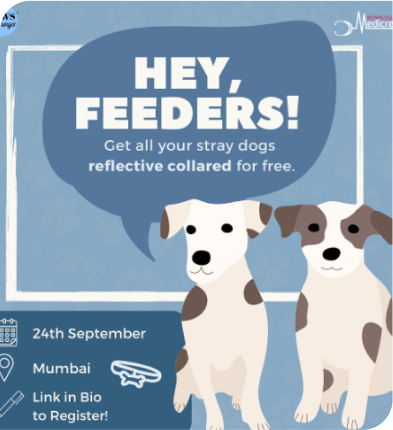 HEY,
FEEDERS!
Get all your stray dogs
reflective collared for free.
24th September
Mumbai
Link in Bio
to Register!